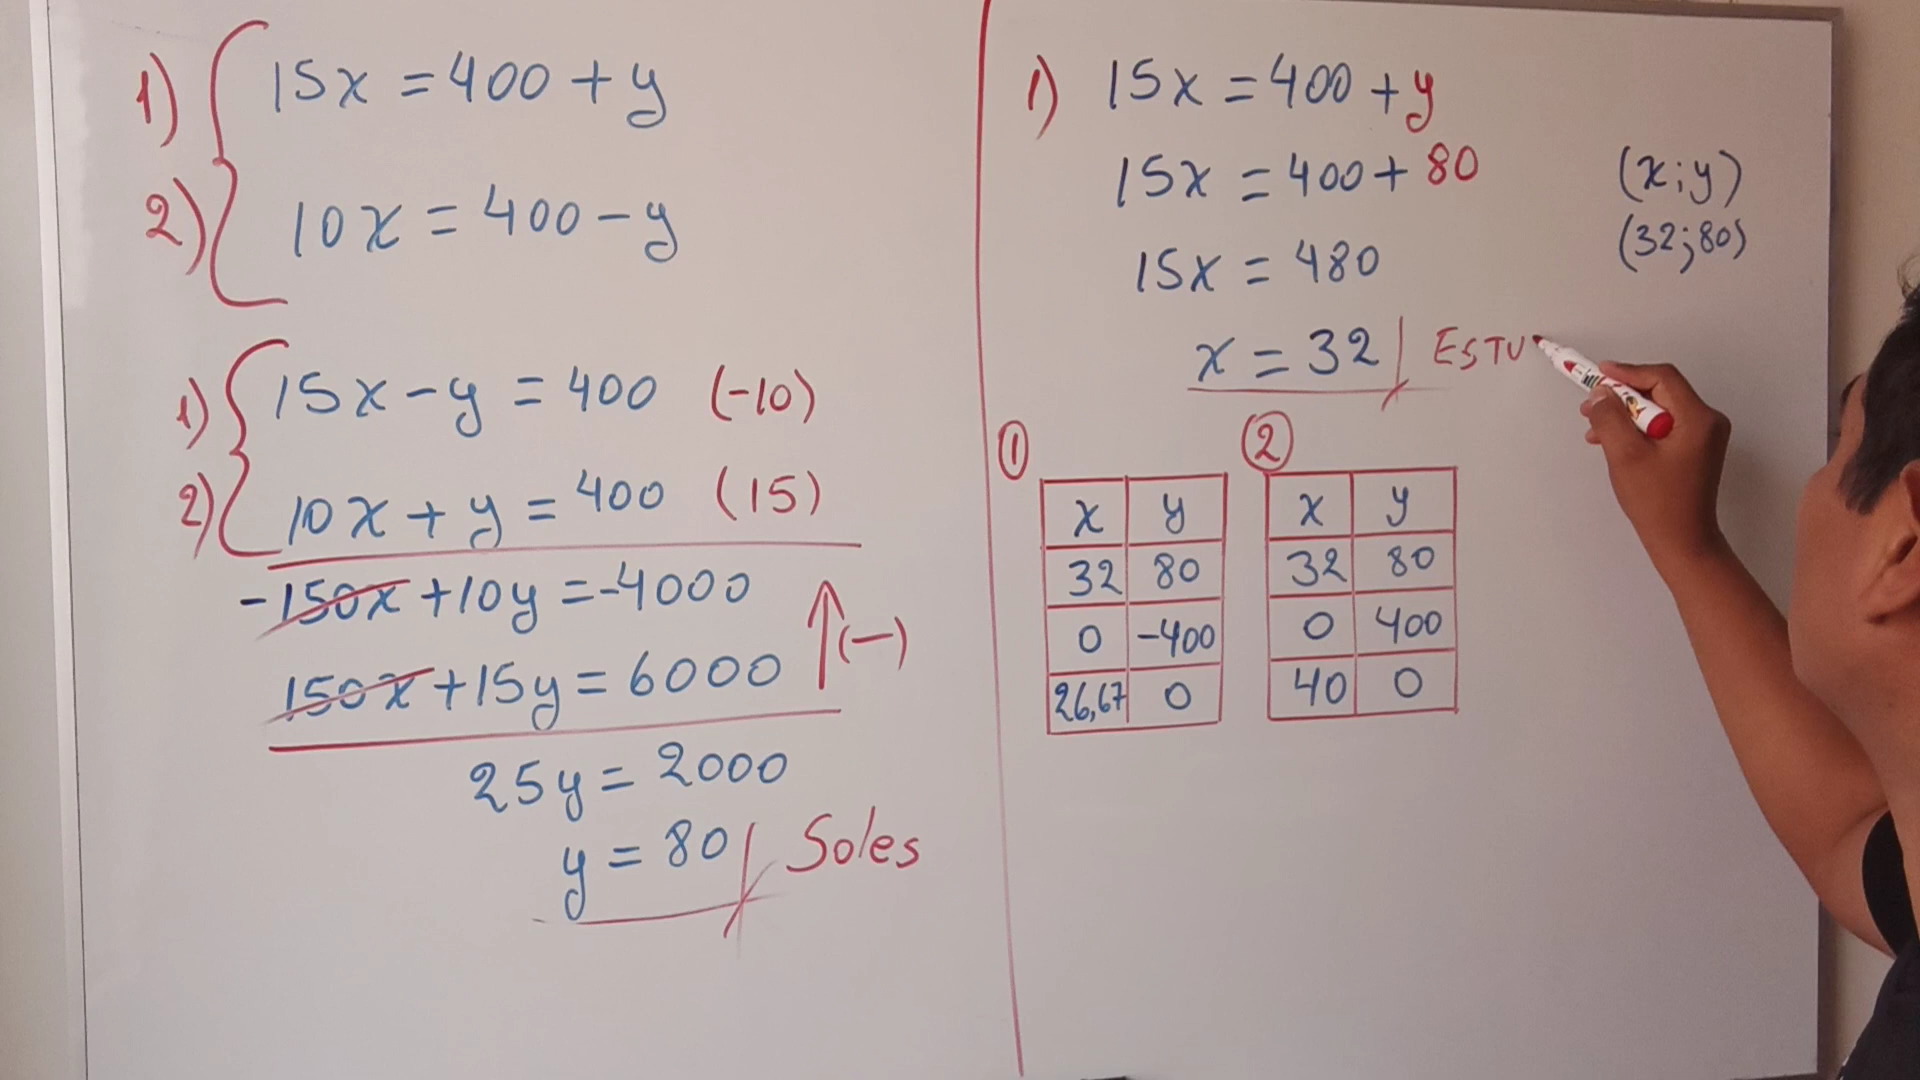 1) 15x = 400 + y
2) 10x = 400 - y
1) 15x - y = 400 (-10)
2) 10x + y = 400 (15)
-150x + 10y = -4000
150x + 15y = 6000
(-)
25y = 2000
y = 80 Soles
1) 15x = 400 + y
15x = 400 + 80
15x = 480
x = 32 ESTU
(x;y)
(32;80)
1
x y
32 80
0 -400
26,67 0
2
x y
32 80
0 400
40 0